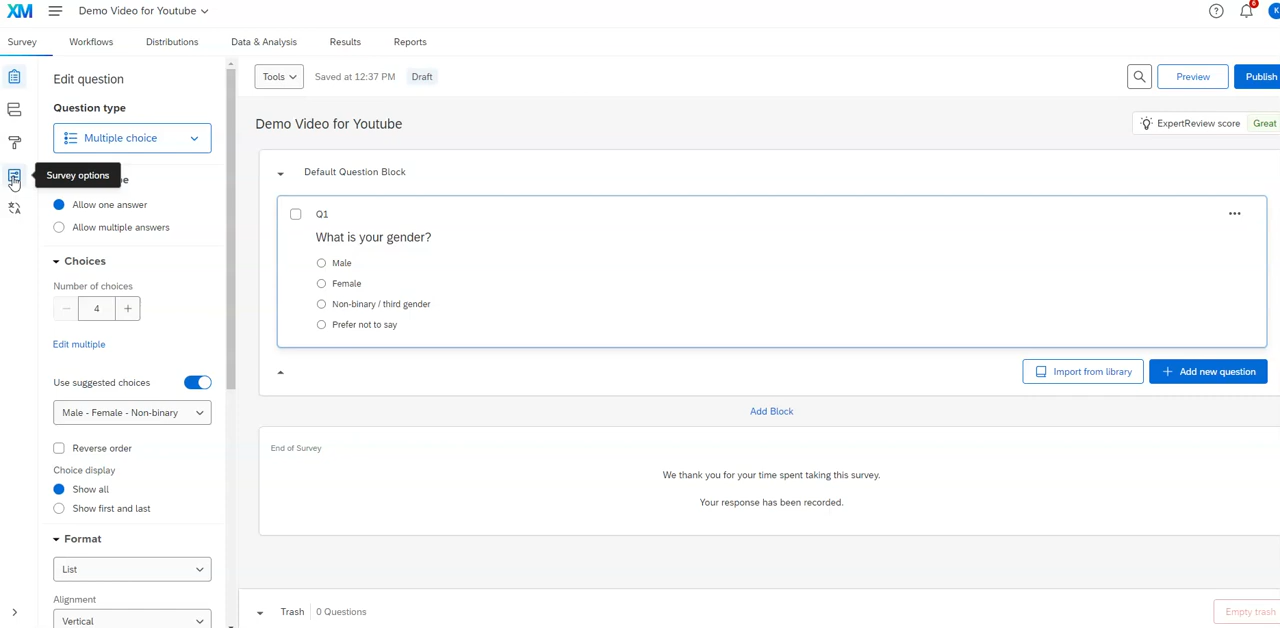 XM
Demo Video for Youtube
6
K
Survey
Workflows
Distributions
Data & Analysis
Results
Reports
Edit question
Question type
Multiple choice
Survey options
Allow one answer
Allow multiple answers
Choices
Number of choices
4
Edit multiple
Use suggested choices
Male - Female - Non-binary
Reverse order
Choice display
Show all
Show first and last
Format
List
Alignment
Vertical
Tools
Saved at 12:37 PM
Draft
Preview
Publish
Demo Video for Youtube
ExpertReview score
Great
Default Question Block
Q1
What is your gender?
Male
Female
Non-binary / third gender
Prefer not to say
Import from library
Add new question
Add Block
End of Survey
We thank you for your time spent taking this survey.
Your response has been recorded.
Trash
0 Questions
Empty trash